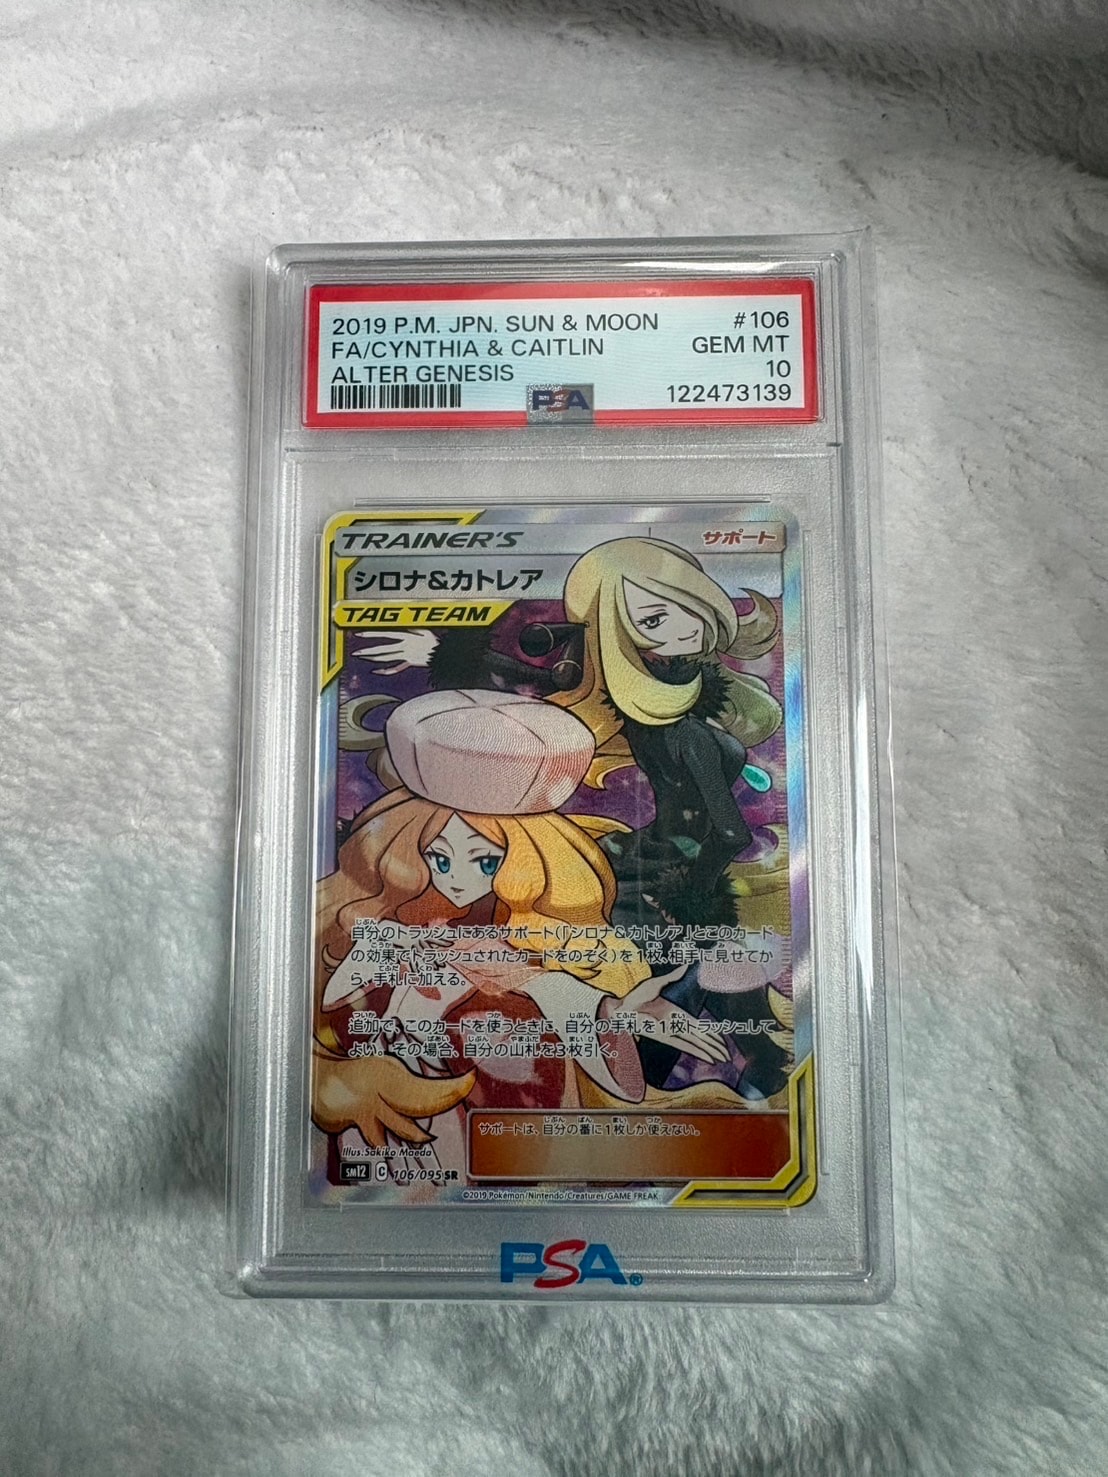 2019 P.M. JPN. SUN & MOON #106
FA/CYNTHIA & CAITLIN GEM MT
ALTER GENESIS 10
PSA 122473139
TRAINER'S サポート
シロナ&カトレア
TAG TEAM
自分のトラッシュにあるサポート(「シロナ&カトレア」とこのカード
の効果でトラッシュされたカードをのぞく)を1枚、相手に見せてか
ら、手札に加える。
追加で、このカードを使うときに、自分の手札を1枚トラッシュして
よい。その場合、自分の山札を3枚引く。
サポートは、自分の番に1枚しか使えない。
Illus.Sakiko Maeda
SM12 C 106/095 SR
©2019 Pokémon/Nintendo/Creatures/GAME FREAK
PSA®